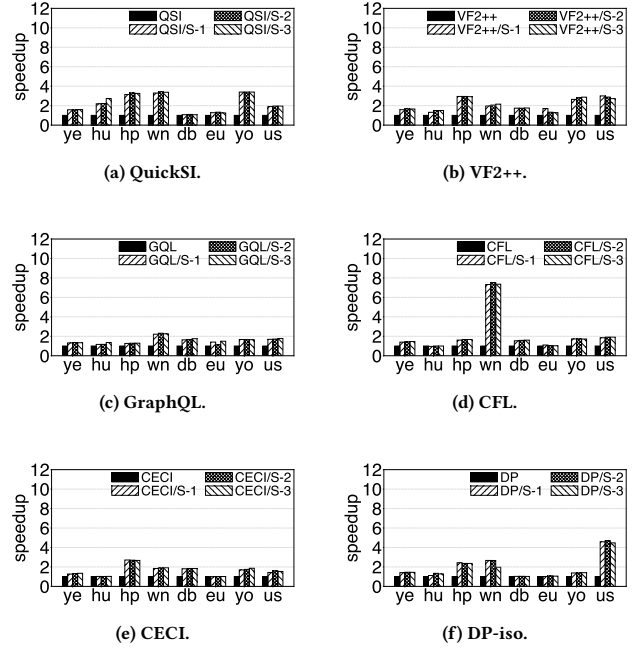 12
10
8
6
4
2
0
speedup
QSI
QSI/S-1
QSI/S-2
QSI/S-3
ye hu hp wn db eu yo us
(a) QuickSI.
12
10
8
6
4
2
0
speedup
VF2++
VF2++/S-1
VF2++/S-2
VF2++/S-3
ye hu hp wn db eu yo us
(b) VF2++.
12
10
8
6
4
2
0
speedup
GQL
GQL/S-1
GQL/S-2
GQL/S-3
ye hu hp wn db eu yo us
(c) GraphQL.
12
10
8
6
4
2
0
speedup
CFL
CFL/S-1
CFL/S-2
CFL/S-3
ye hu hp wn db eu yo us
(d) CFL.
12
10
8
6
4
2
0
speedup
CECI
CECI/S-1
CECI/S-2
CECI/S-3
ye hu hp wn db eu yo us
(e) CECI.
12
10
8
6
4
2
0
speedup
DP
DP/S-1
DP/S-2
DP/S-3
ye hu hp wn db eu yo us
(f) DP-iso.